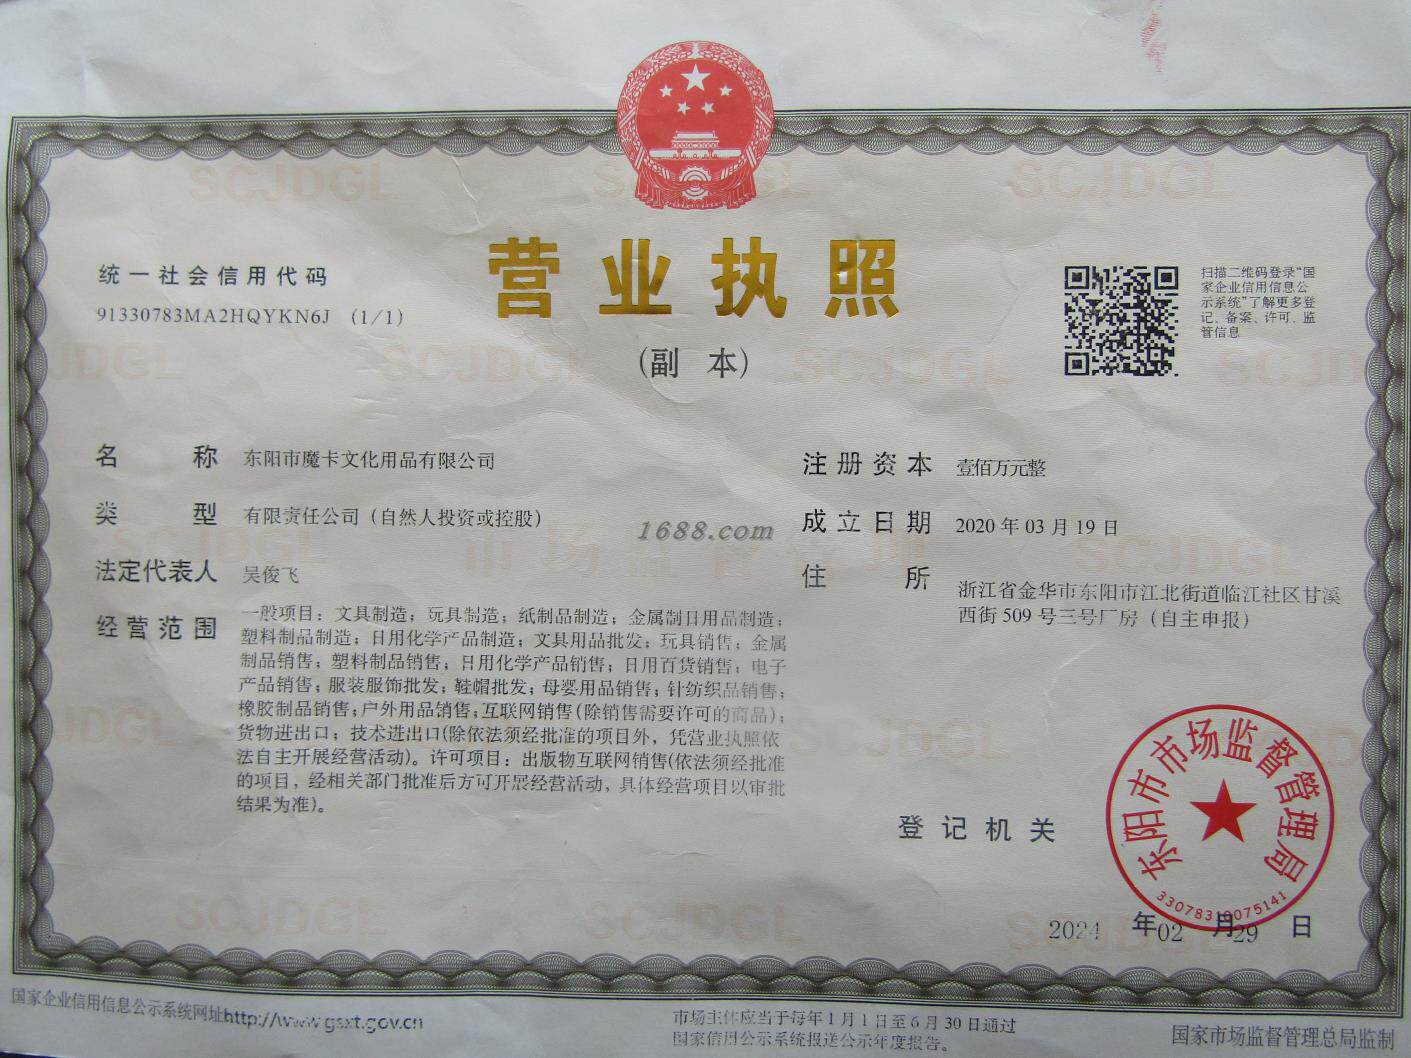 营业执照
(副 本)
统一社会信用代码
91330783MA2HQYKN6J (1/1)
扫描二维码登录“国
家企业信用信息公
示系统”了解更多登
记、备案、许可、监
管信息
名 称 东阳市魔卡文化用品有限公司
类 型 有限责任公司（自然人投资或控股）
法定代表人 吴俊飞
经营范围 一般项目：文具制造；玩具制造；纸制品制造；金属制日用品制造；
塑料制品制造；日用化学产品制造；文具用品批发；玩具销售；金属
制品销售；塑料制品销售；日用化学产品销售；日用百货销售；电子
产品销售；服装服饰批发；鞋帽批发；母婴用品销售；针纺织品销售；
橡胶制品销售；户外用品销售；互联网销售(除销售需要许可的商品)；
货物进出口；技术进出口(除依法须经批准的项目外，凭营业执照依
法自主开展经营活动)。许可项目：出版物互联网销售(依法须经批准
的项目，经相关部门批准后方可开展经营活动，具体经营项目以审批
结果为准)。
注册资本 壹佰万元整
成立日期 2020 年 03 月 19 日
住 所 浙江省金华市东阳市江北街道临江社区甘溪
西街 509 号三号厂房（自主申报）
1688.com
登记机关
东阳市市场监督管理局
33078310075141
2024 年 02 月 29 日
国家企业信用信息公示系统网址http://www.gsxt.gov.cn
市场主体应当于每年 1 月 1 日至 6 月 30 日通过
国家信用公示系统报送公示年度报告。
国家市场监督管理总局监制
SCJDGL